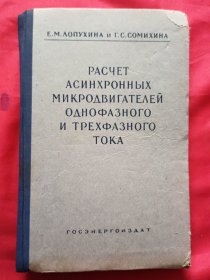 Е. М. ЛОПУХИНА и Г. С. СОМИХИНА
РАСЧЕТ
АСИНХРОННЫХ
МИКРОДВИГАТЕЛЕЙ
ОДНОФАЗНОГО
И ТРЕХФАЗНОГО
ТОКА
ГОСЭНЕРГОИЗДАТ